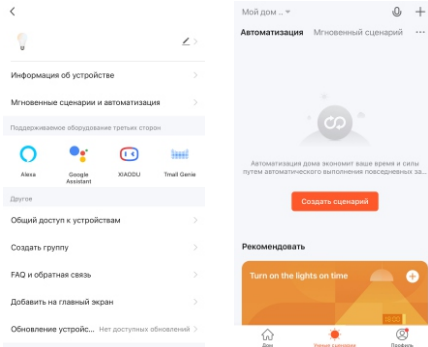 Информация об устройстве
Мгновенные сценарии и автоматизация
Поддерживаемое оборудование третьих сторон
Alexa
Google
Assistant
XIAODU
Tmall Genie
Другое
Общий доступ к устройствам
Создать группу
FAQ и обратная связь
Добавить на главный экран
Обновление устройс... Нет доступных обновлений
Мой дом ..
Автоматизация Мгновенный сценарий
Автоматизация дома экономит ваше время и силы
путем автоматического выполнения повседневных за...
Создать сценарий
Рекомендовать
Turn on the lights on time
18:00
Дом
Умные сценарии
Профиль